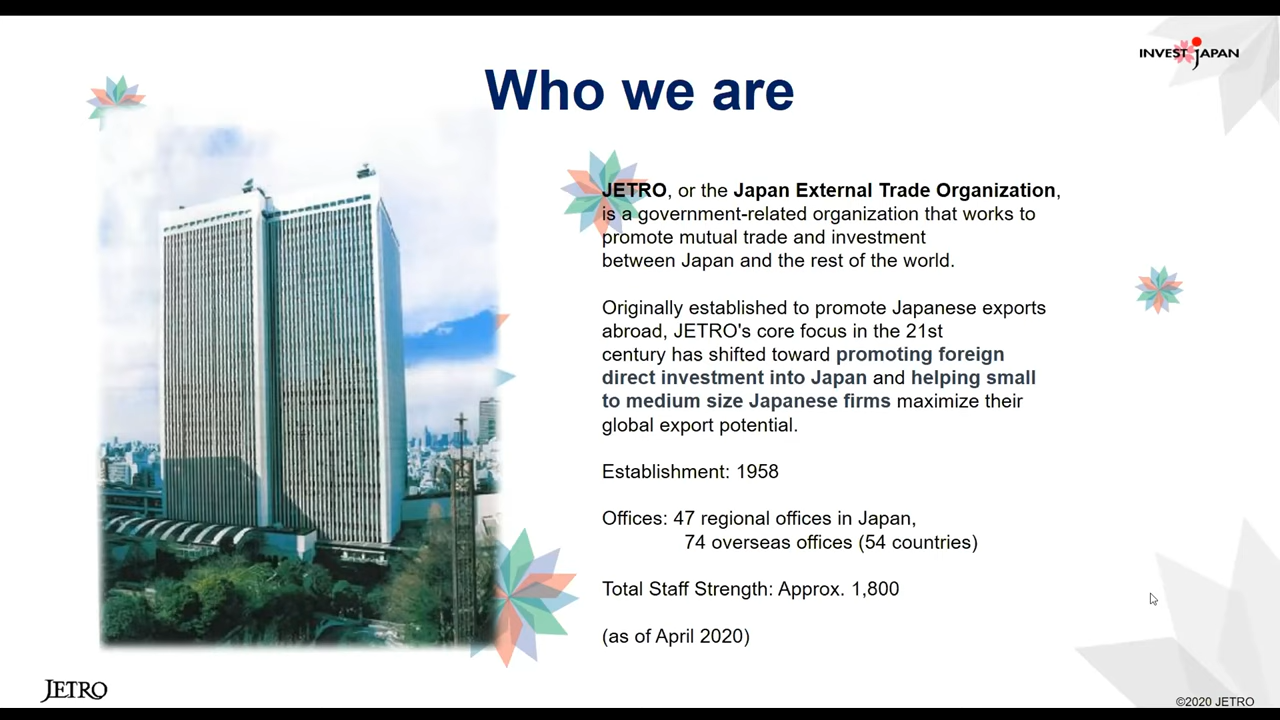 INVEST JAPAN
Who we are
JETRO, or the Japan External Trade Organization,
is a government-related organization that works to
promote mutual trade and investment
between Japan and the rest of the world.
Originally established to promote Japanese exports
abroad, JETRO's core focus in the 21st
century has shifted toward promoting foreign
direct investment into Japan and helping small
to medium size Japanese firms maximize their
global export potential.
Establishment: 1958
Offices: 47 regional offices in Japan,
74 overseas offices (54 countries)
Total Staff Strength: Approx. 1,800
(as of April 2020)
JETRO
©2020 JETRO